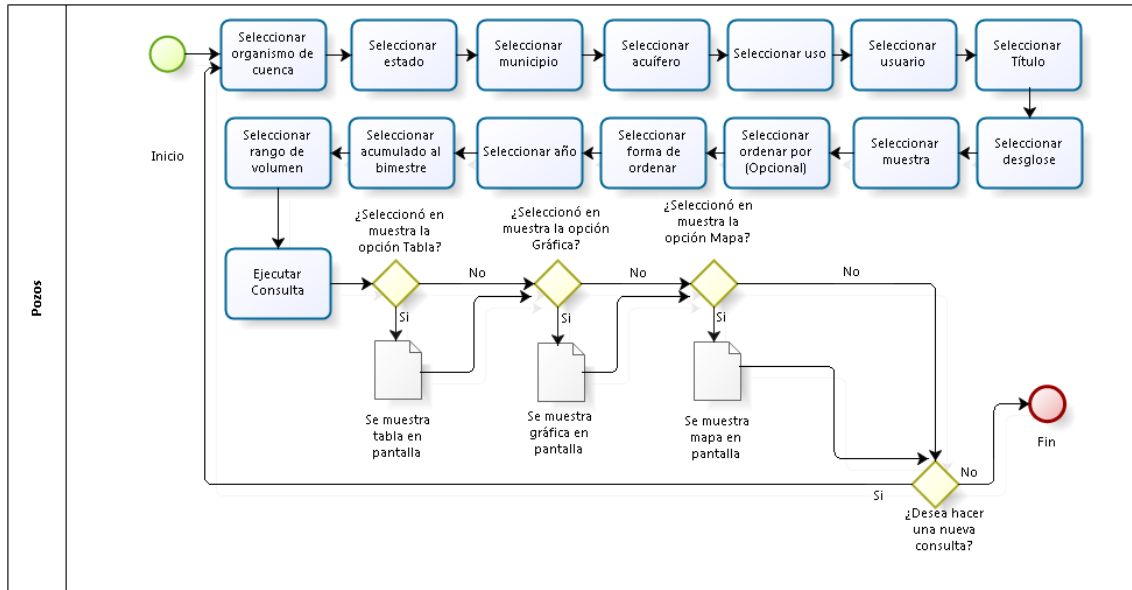 Pozos
Inicio
Seleccionar
organismo de
cuenca
Seleccionar
estado
Seleccionar
municipio
Seleccionar
acuífero
Seleccionar uso
Seleccionar
usuario
Seleccionar
Título
Seleccionar
desglose
Seleccionar
muestra
Seleccionar
ordenar por
(Opcional)
Seleccionar
forma de
ordenar
Seleccionar año
Seleccionar
acumulado al
bimestre
Seleccionar
rango de
volumen
Ejecutar
Consulta
¿Seleccionó en
muestra la
opción Tabla?
No
Si
Se muestra
tabla en
pantalla
¿Seleccionó en
muestra la opción
Gráfica?
No
Si
Se muestra
gráfica en
pantalla
¿Seleccionó en
muestra la
opción Mapa?
No
Si
Se muestra
mapa en
pantalla
¿Desea hacer
una nueva
consulta?
Si
No
Fin